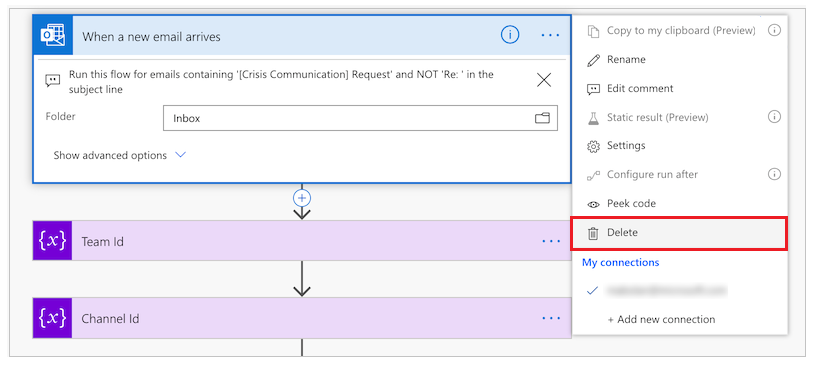 When a new email arrives
Run this flow for emails containing '[Crisis Communication] Request' and NOT 'Re: ' in the
subject line
Folder
Inbox
Show advanced options
{x} Team Id
{x} Channel Id
Copy to my clipboard (Preview)
Rename
Edit comment
Static result (Preview)
Settings
Configure run after
Peek code
Delete
My connections
+ Add new connection